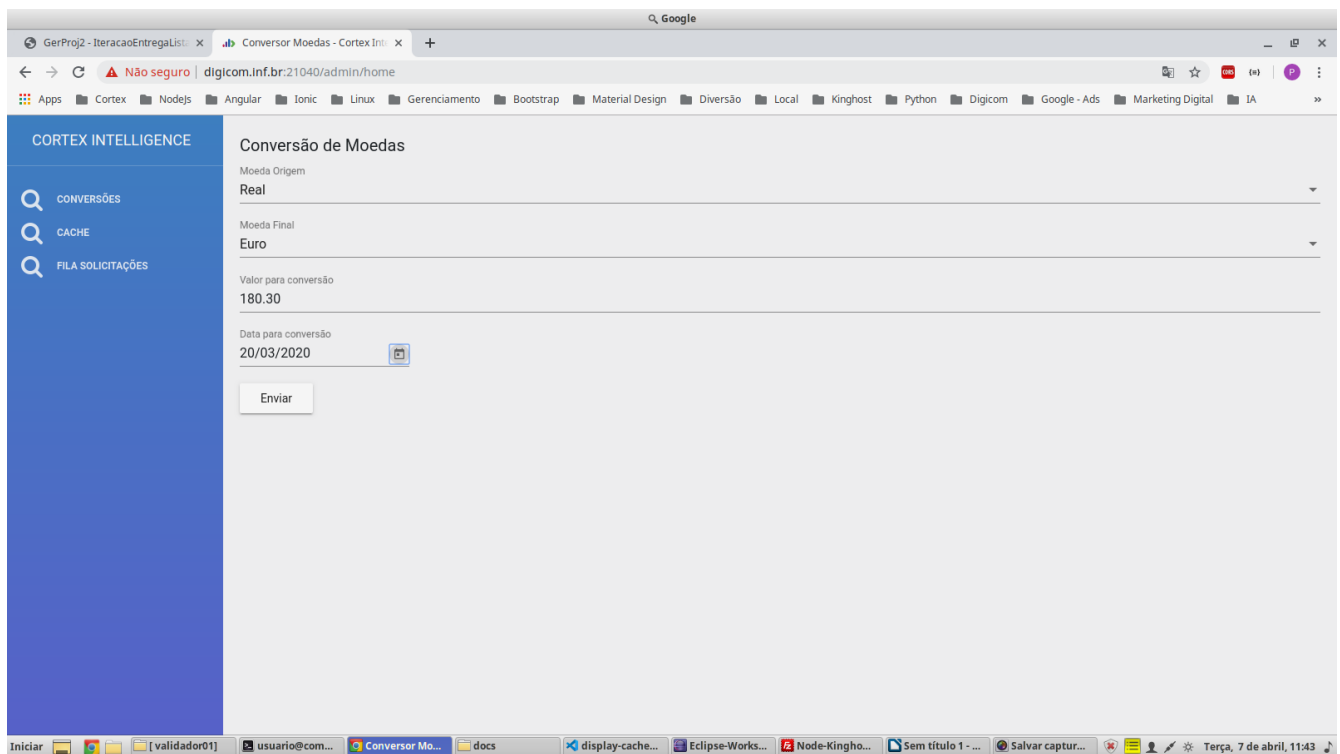 Google
GerProj2 - IteracaoEntregaList
Conversor Moedas - Cortex Int
Não seguro | digicom.inf.br:21040/admin/home
Apps Cortex NodeJs Angular Ionic Linux Gerenciamento Bootstrap Material Design Diversão Local Kinghost Python Digicom Google - Ads Marketing Digital IA »
CORTEX INTELLIGENCE
CONVERSÕES
CACHE
FILA SOLICITAÇÕES
Conversão de Moedas
Moeda Origem
Real
Moeda Final
Euro
Valor para conversão
180.30
Data para conversão
20/03/2020
Enviar
Iniciar [ validador01] usuario@com... Conversor Mo... docs display-cache... Eclipse-Works... Node-Kingho... Sem título 1 - ... Salvar captur... Terça, 7 de abril, 11:43